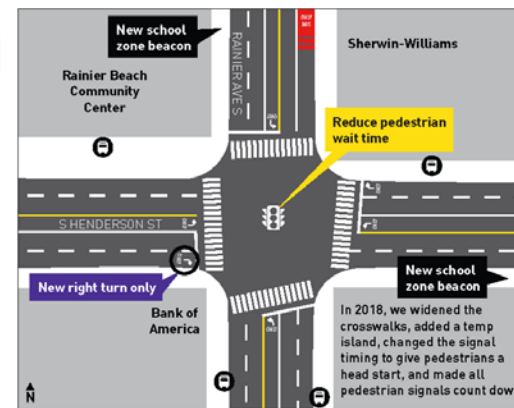 New school
zone beacon
RAINIER AVE S
Sherwin-Williams
Rainier Beach
Community
Center
Reduce pedestrian
wait time
S HENDERSON ST
New right turn only
Bank of
America
New school
zone beacon
In 2018, we widened the
crosswalks, added a temp
island, changed the signal
timing to give pedestrians a
head start, and made all
pedestrian signals count dow
N